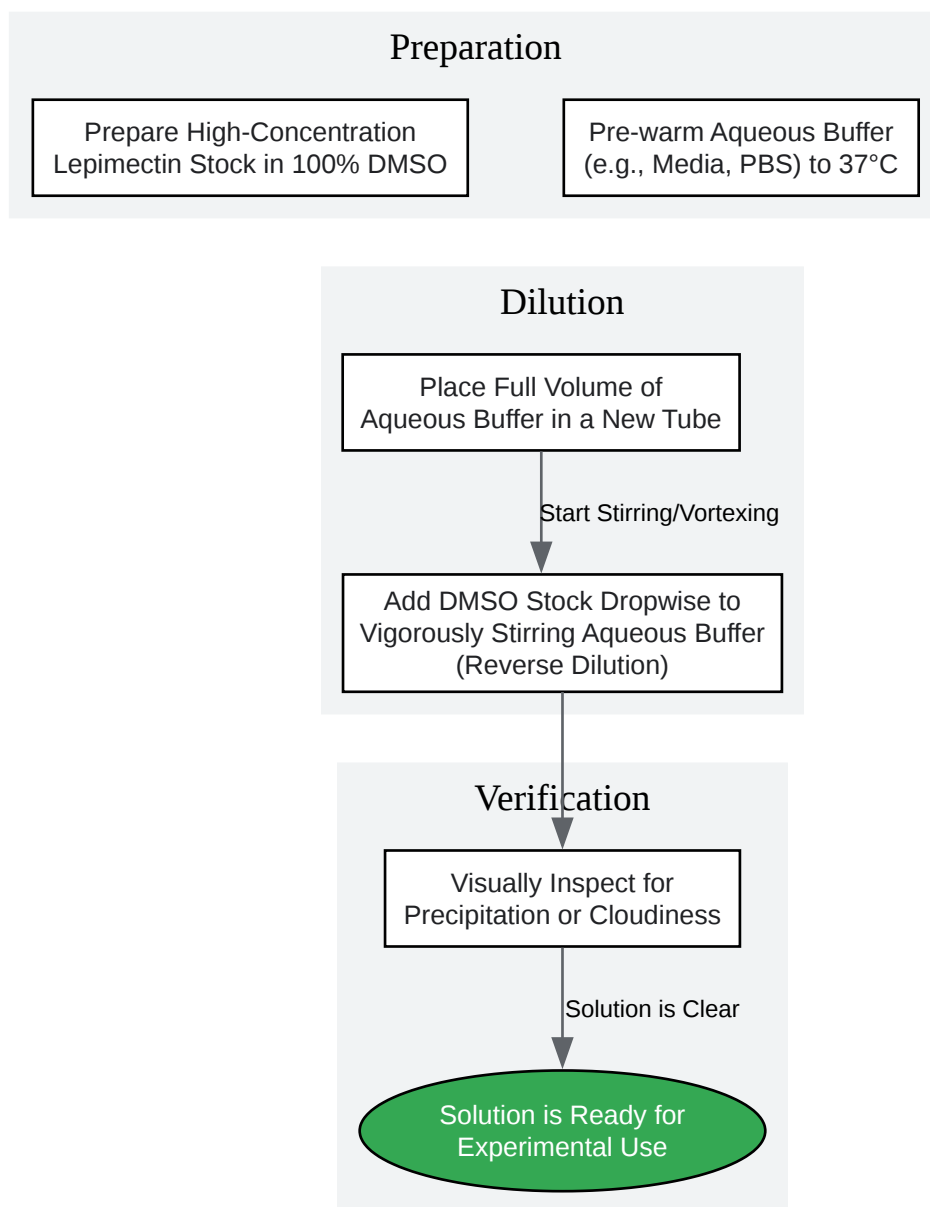 Preparation
Prepare High-Concentration
Lepimectin Stock in 100% DMSO
Pre-warm Aqueous Buffer
(e.g., Media, PBS) to 37°C
Dilution
Place Full Volume of
Aqueous Buffer in a New Tube
Start Stirring/Vortexing
Add DMSO Stock Dropwise to
Vigorously Stirring Aqueous Buffer
(Reverse Dilution)
Verification
Visually Inspect for
Precipitation or Cloudiness
Solution is Clear
Solution is Ready for
Experimental Use